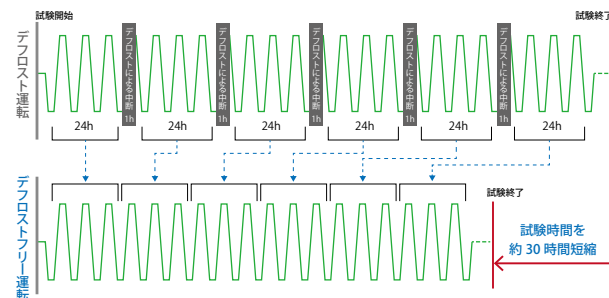 試験開始
試験終了
デフロスト運転
デフロストによる中断
1h
デフロストによる中断
1h
デフロストによる中断
1h
デフロストによる中断
1h
デフロストによる中断
1h
24h
24h
24h
24h
24h
24h
デフロストフリー運転
試験終了
試験時間を
約 30 時間短縮